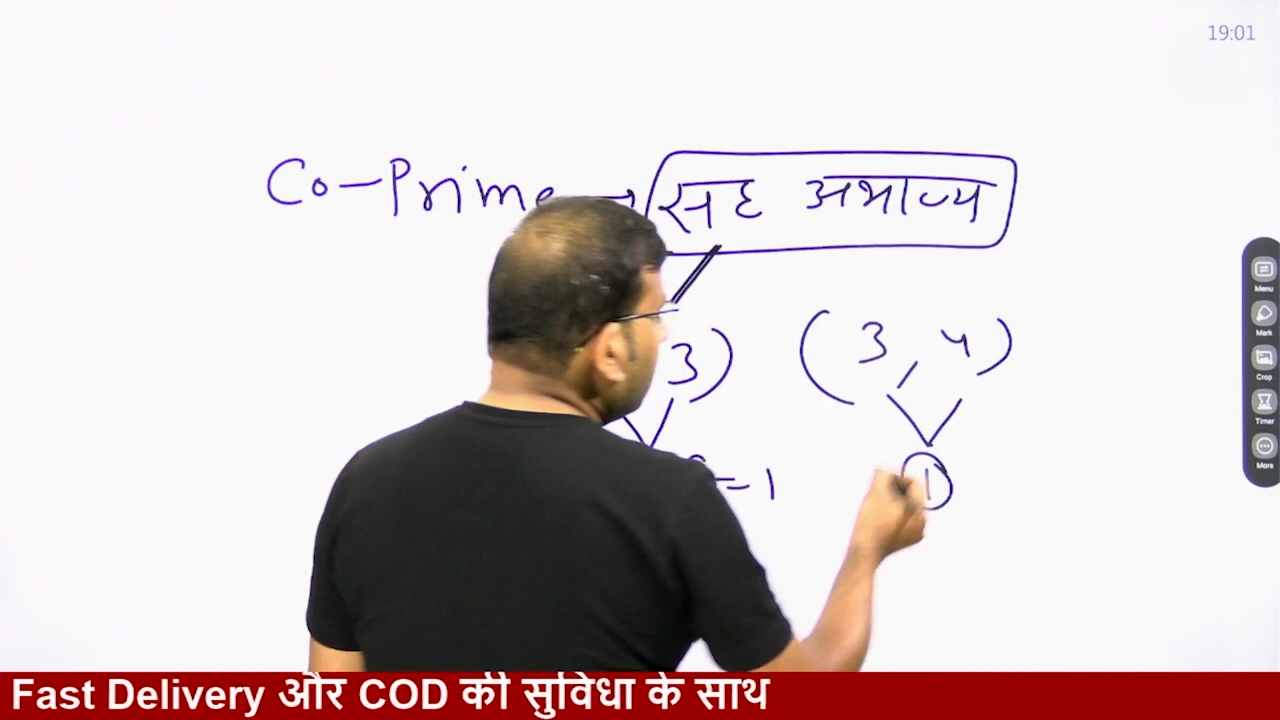 19:01
Co-Prime → सह अभाज्य
3) (3, 4)
= 1 1
Menu
Mark
Crop
Timer
More
Fast Delivery और COD की सुविधा के साथ